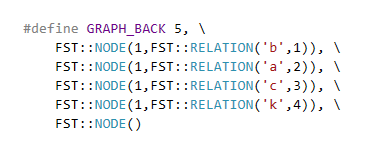 #define GRAPH_BACK 5, \
FST::NODE(1,FST::RELATION('b',1)), \
FST::NODE(1,FST::RELATION('a',2)), \
FST::NODE(1,FST::RELATION('c',3)), \
FST::NODE(1,FST::RELATION('k',4)), \
FST::NODE()